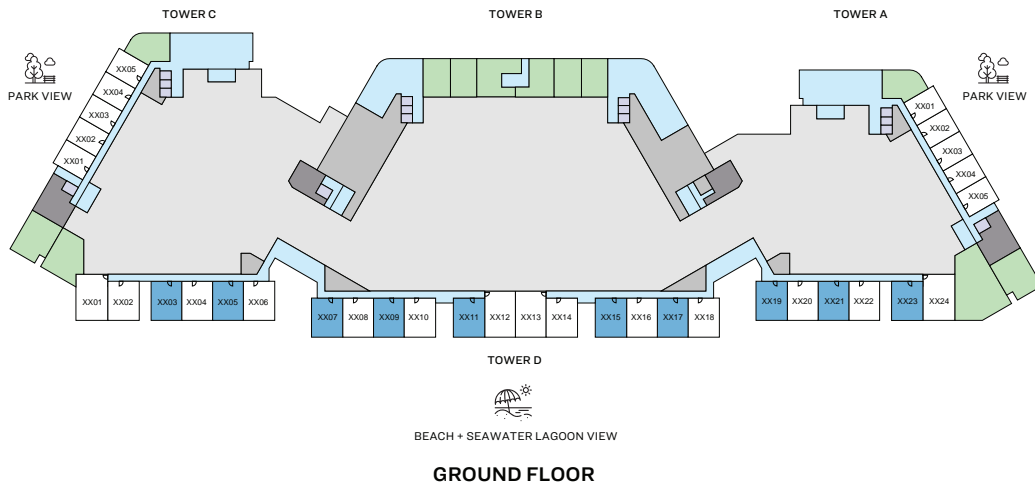 TOWER C
TOWER B
TOWER A
PARK VIEW
PARK VIEW
XX05
XX04
XX03
XX02
XX01
XX01
XX02
XX03
XX04
XX05
XX01
XX02
XX03
XX04
XX05
XX06
XX07
XX08
XX09
XX10
XX11
XX12
XX13
XX14
XX15
XX16
XX17
XX18
XX19
XX20
XX21
XX22
XX23
XX24
TOWER D
BEACH + SEAWATER LAGOON VIEW
GROUND FLOOR